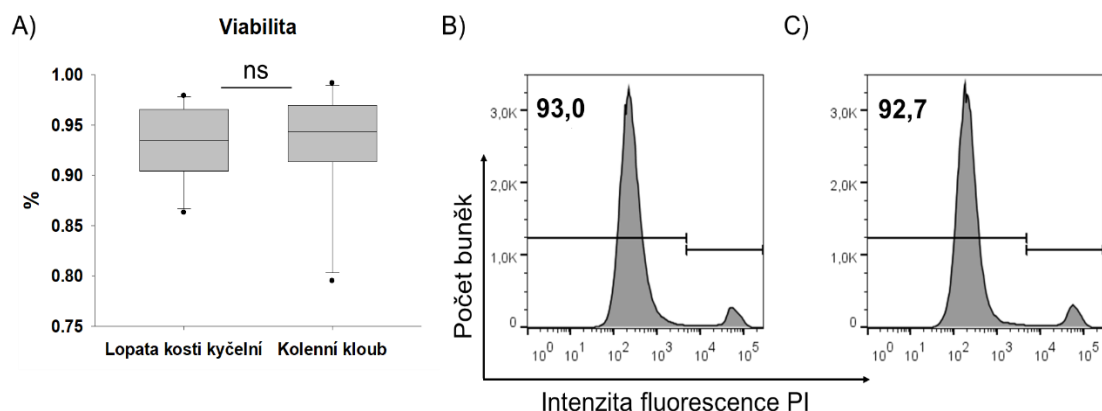 A)
Viabilita
ns
1.00
0.95
0.90
0.85
0.80
0.75
%
Lopata kosti kyčelní
Kolenní kloub
B)
93,0
3,0K
2,0K
1,0K
0
10^0 10^1 10^2 10^3 10^4 10^5
Počet buněk
C)
92,7
3,0K
2,0K
1,0K
0
10^0 10^1 10^2 10^3 10^4 10^5
Intenzita fluorescence PI